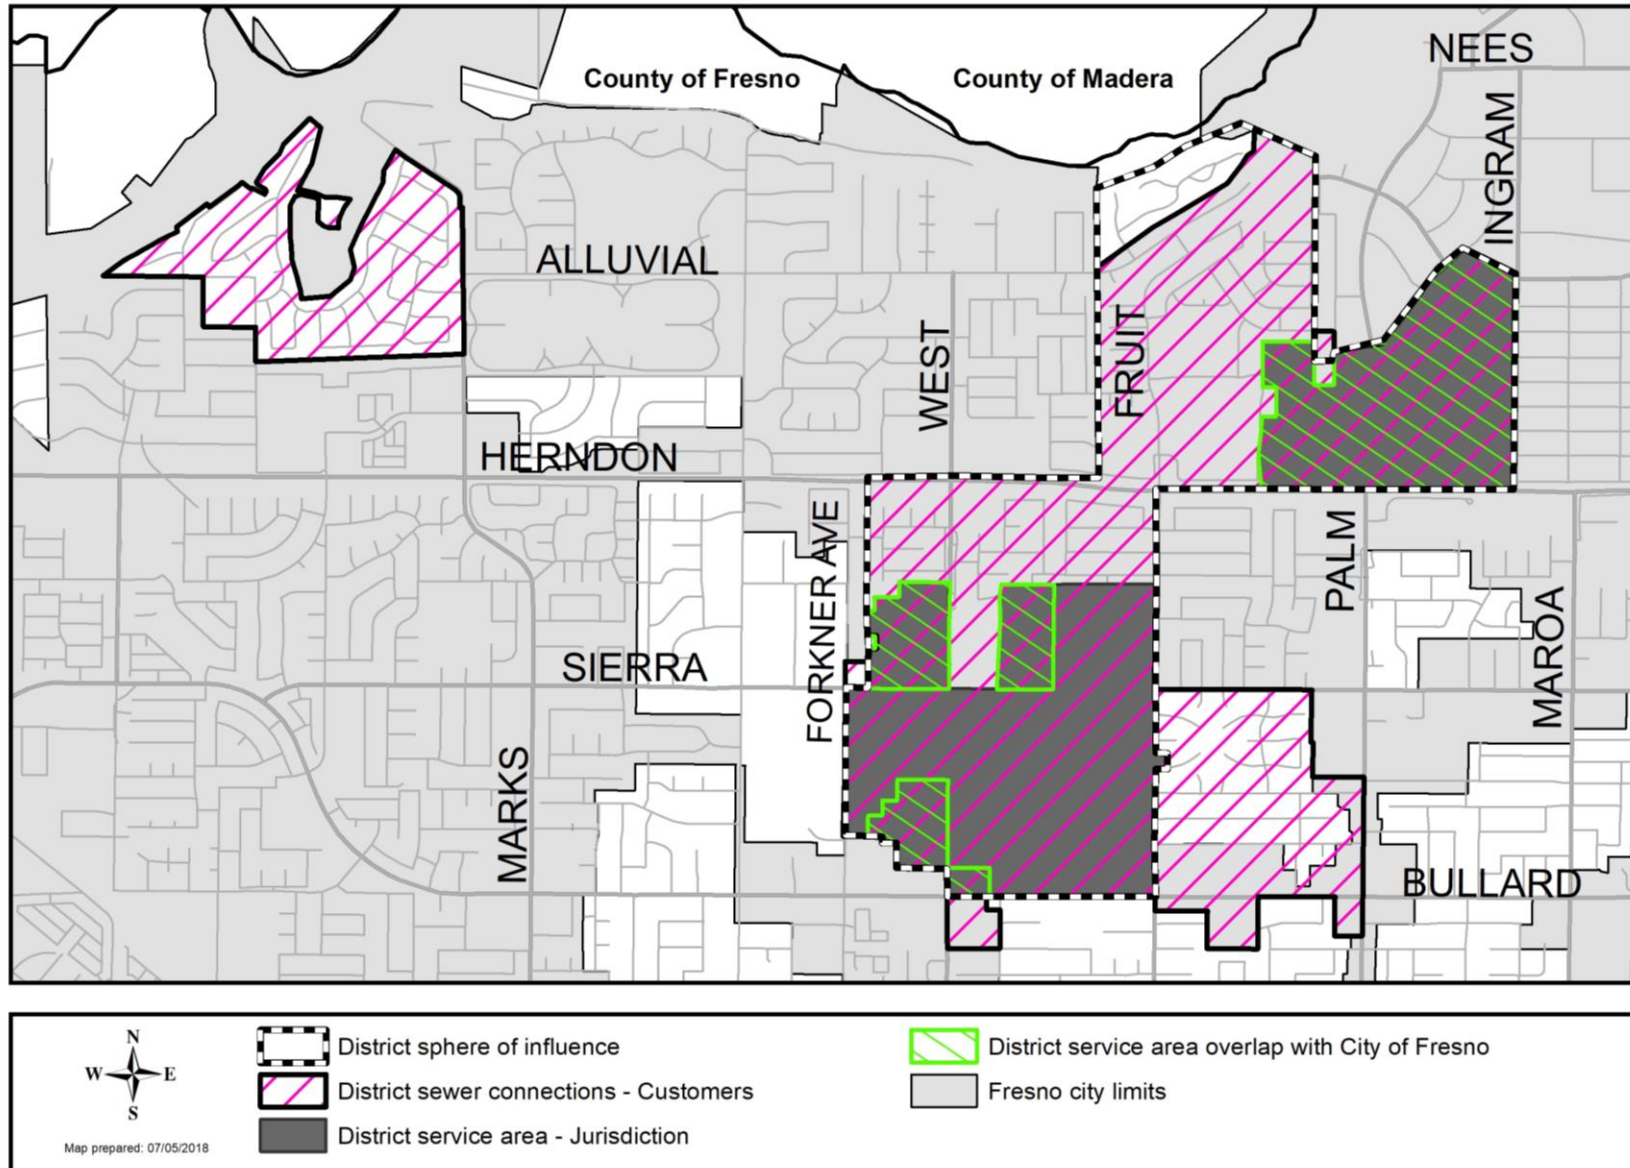 NEES
County of Fresno
County of Madera
INGRAM
ALLUVIAL
WEST
FRUIT
HERNDON
FORKNER AVE
PALM
MAROA
SIERRA
MARKS
BULLARD
N
W E
S
Map prepared: 07/05/2018
District sphere of influence
District sewer connections - Customers
District service area - Jurisdiction
District service area overlap with City of Fresno
Fresno city limits